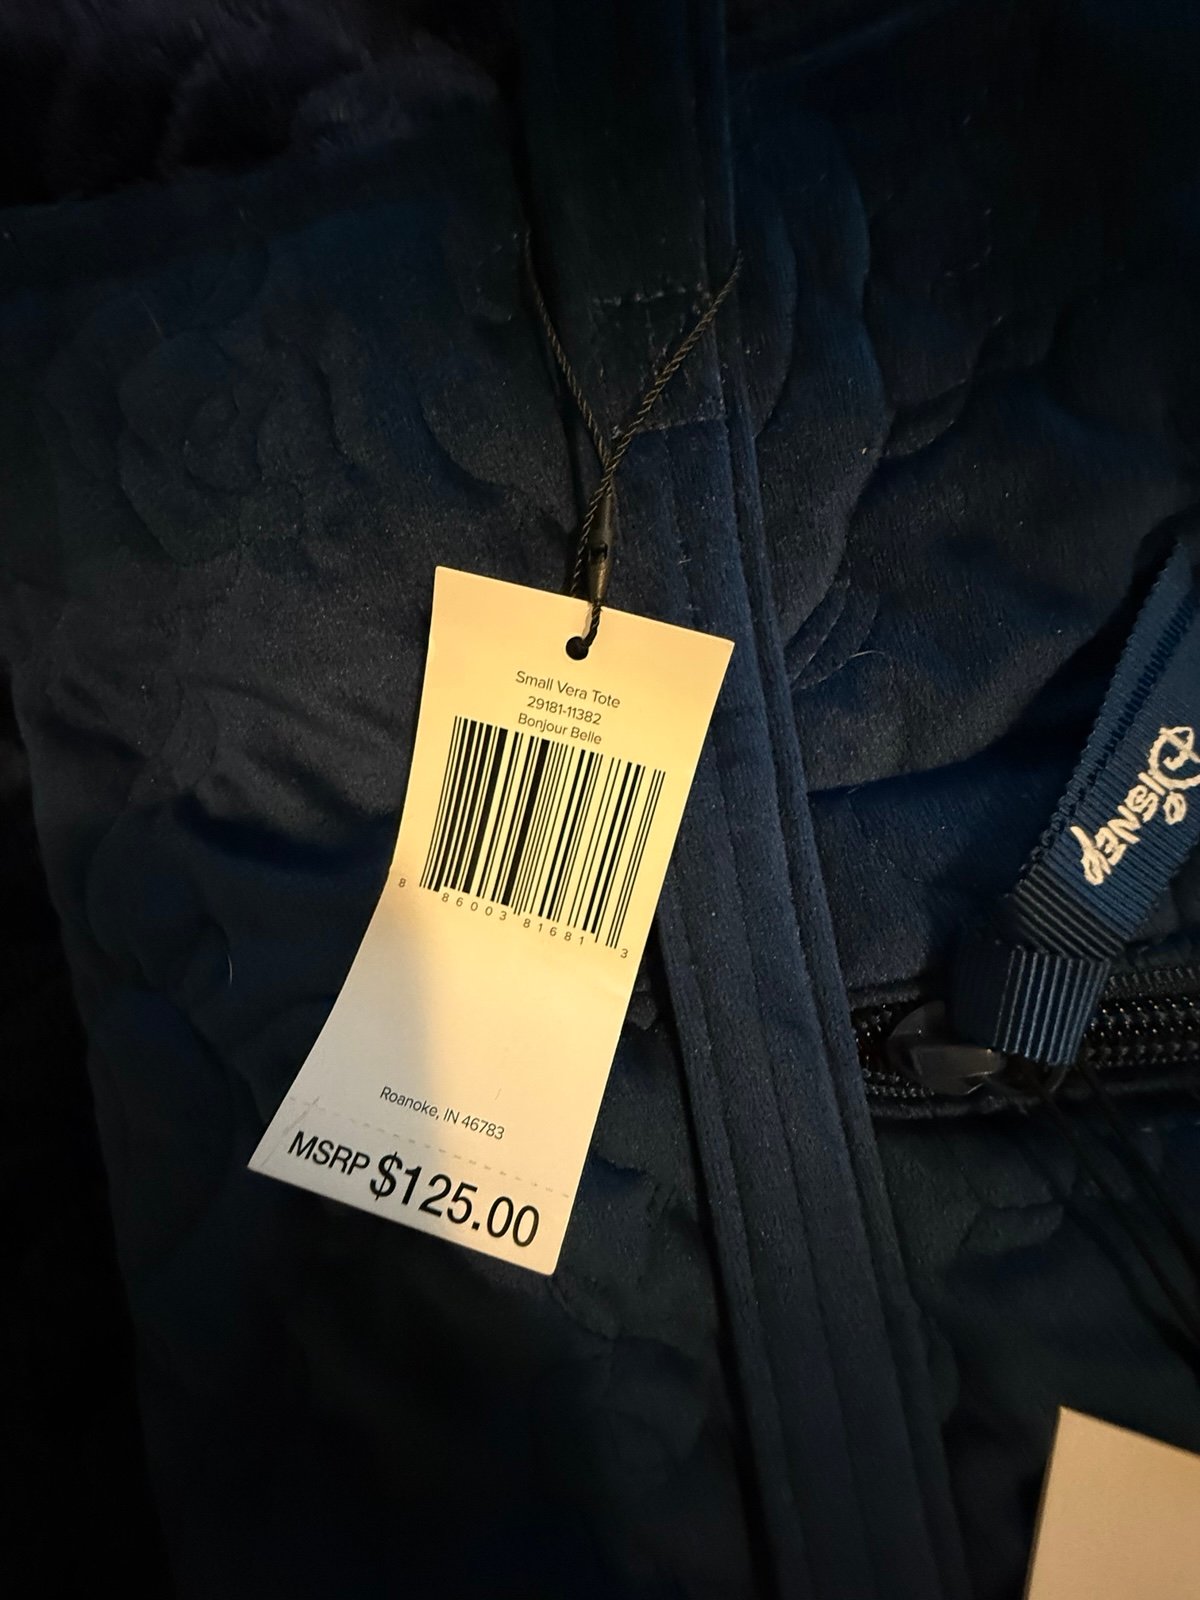 Small Vera Tote
29181-11382
Bonjour Belle
8 86003 81681 3
Roanoke, IN 46783
MSRP $125.00
Disney